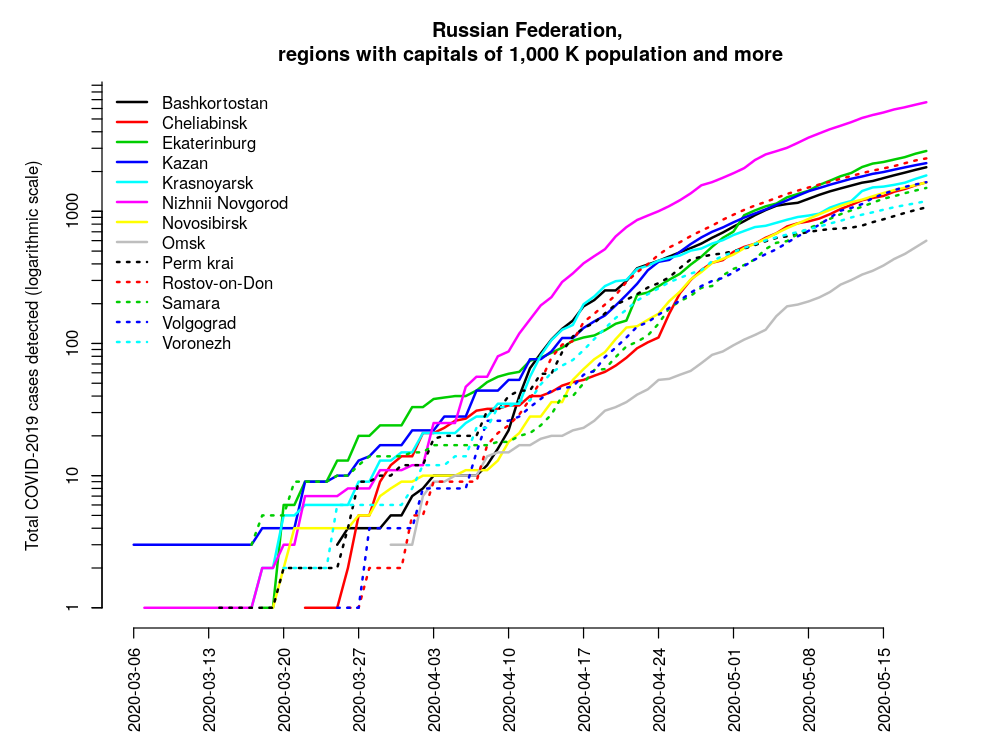 Russian Federation,
regions with capitals of 1,000 K population and more
Total COVID-2019 cases detected (logarithmic scale)
1000
100
10
1
Bashkortostan
Cheliabinsk
Ekaterinburg
Kazan
Krasnoyarsk
Nizhnii Novgorod
Novosibirsk
Omsk
Perm krai
Rostov-on-Don
Samara
Volgograd
Voronezh
2020-03-06
2020-03-13
2020-03-20
2020-03-27
2020-04-03
2020-04-10
2020-04-17
2020-04-24
2020-05-01
2020-05-08
2020-05-15